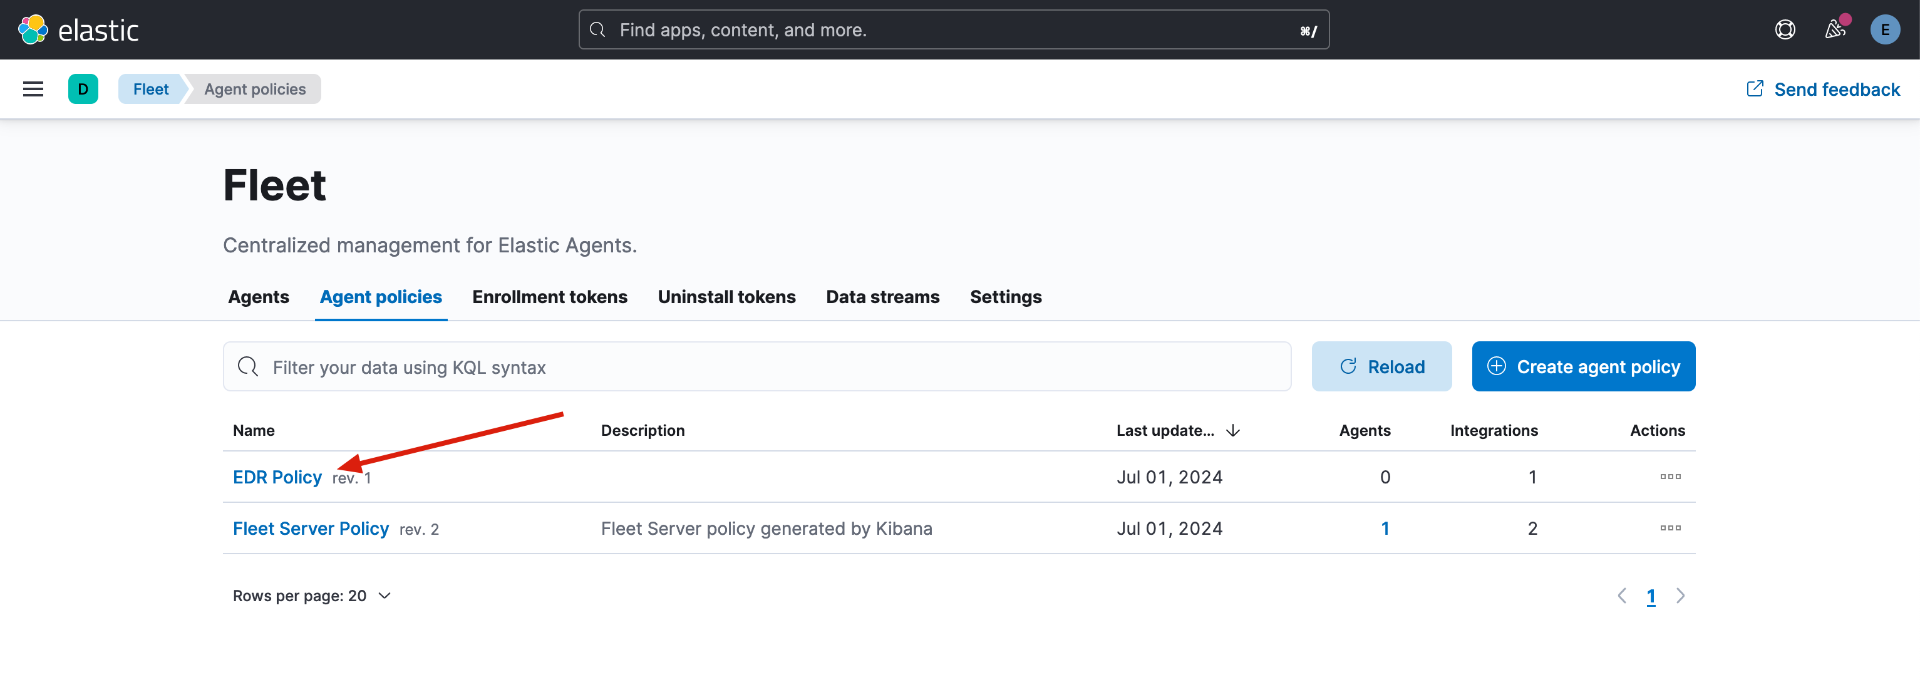 elastic
Find apps, content, and more.
⌘/
E
D
Fleet
Agent policies
Send feedback
Fleet
Centralized management for Elastic Agents.
Agents
Agent policies
Enrollment tokens
Uninstall tokens
Data streams
Settings
Filter your data using KQL syntax
Reload
Create agent policy
Name
Description
Last update...
Agents
Integrations
Actions
EDR Policy rev. 1
Jul 01, 2024
0
1
Fleet Server Policy rev. 2
Fleet Server policy generated by Kibana
Jul 01, 2024
1
2
Rows per page: 20
1